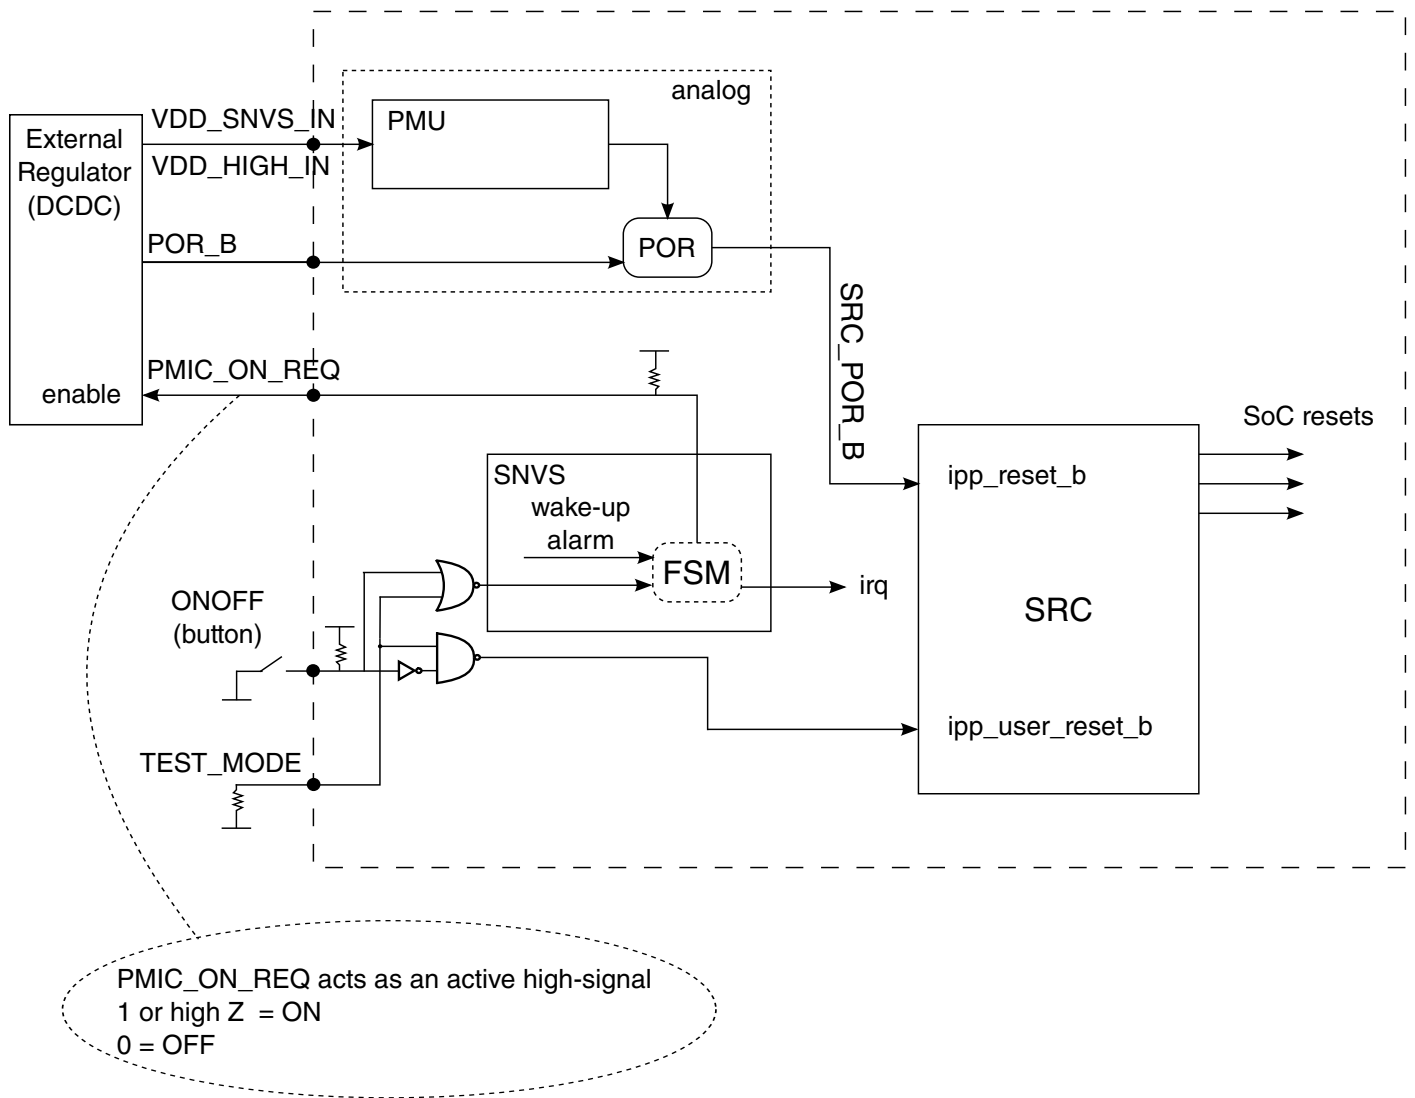 analog
VDD_SNVS_IN
PMU
External
Regulator
(DCDC)
VDD_HIGH_IN
POR_B
POR
SRC_POR_B
PMIC_ON_REQ
enable
SoC resets
SNVS
wake-up
alarm
FSM
irq
ipp_reset_b
SRC
ipp_user_reset_b
ONOFF
(button)
TEST_MODE
PMIC_ON_REQ acts as an active high-signal
1 or high Z = ON
0 = OFF